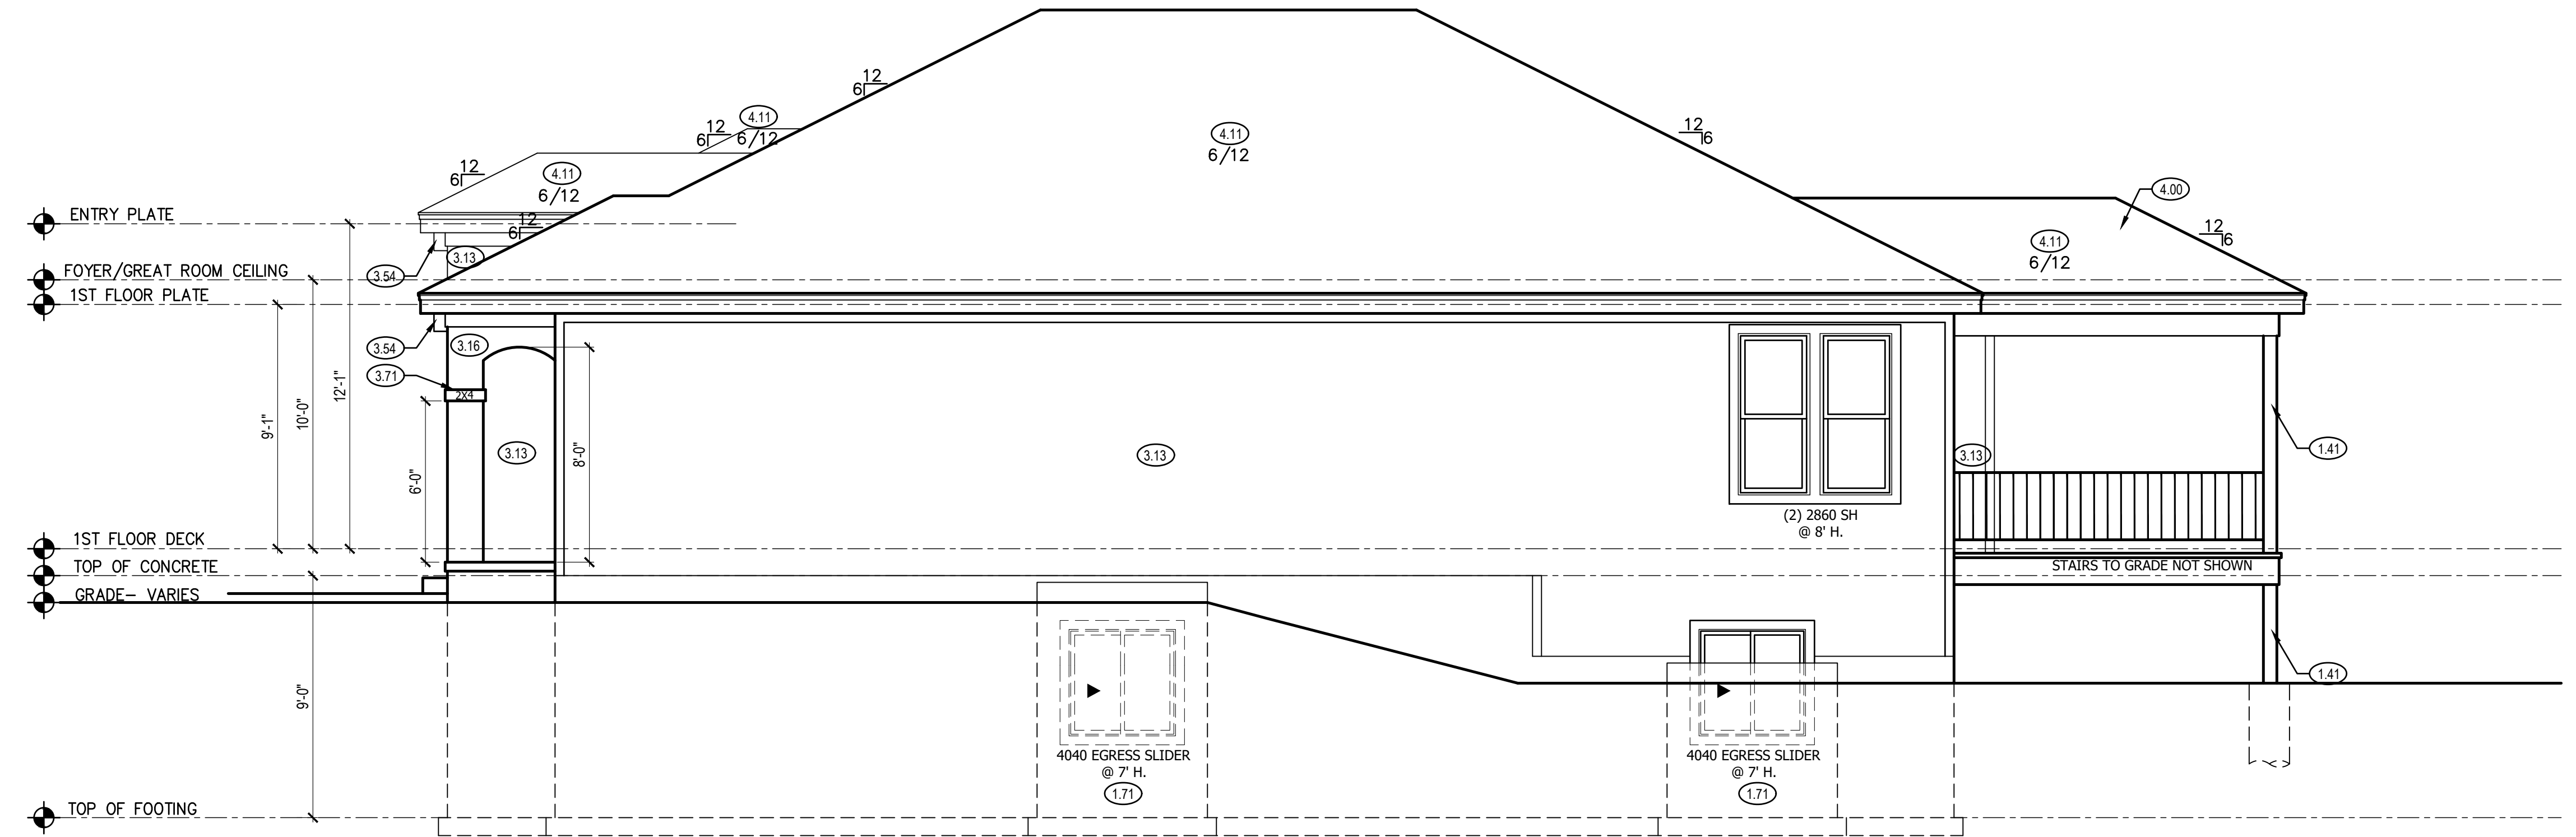 12
6
12
6
4.11
6/12
12
6
4.11
6/12
12
6
4.11
6/12
12
6
4.00
12
6
4.11
6/12
ENTRY PLATE
12
6
3.13
3.54
FOYER/GREAT ROOM CEILING
1ST FLOOR PLATE
3.54
3.16
3.71
2X4
12'-1"
10'-0"
9'-1"
6'-0"
8'-0"
3.13
3.13
3.13
1.41
(2) 2860 SH
@ 8' H.
1ST FLOOR DECK
TOP OF CONCRETE
STAIRS TO GRADE NOT SHOWN
GRADE- VARIES
9'-0"
1.41
4040 EGRESS SLIDER
@ 7' H.
1.71
4040 EGRESS SLIDER
@ 7' H.
1.71
TOP OF FOOTING